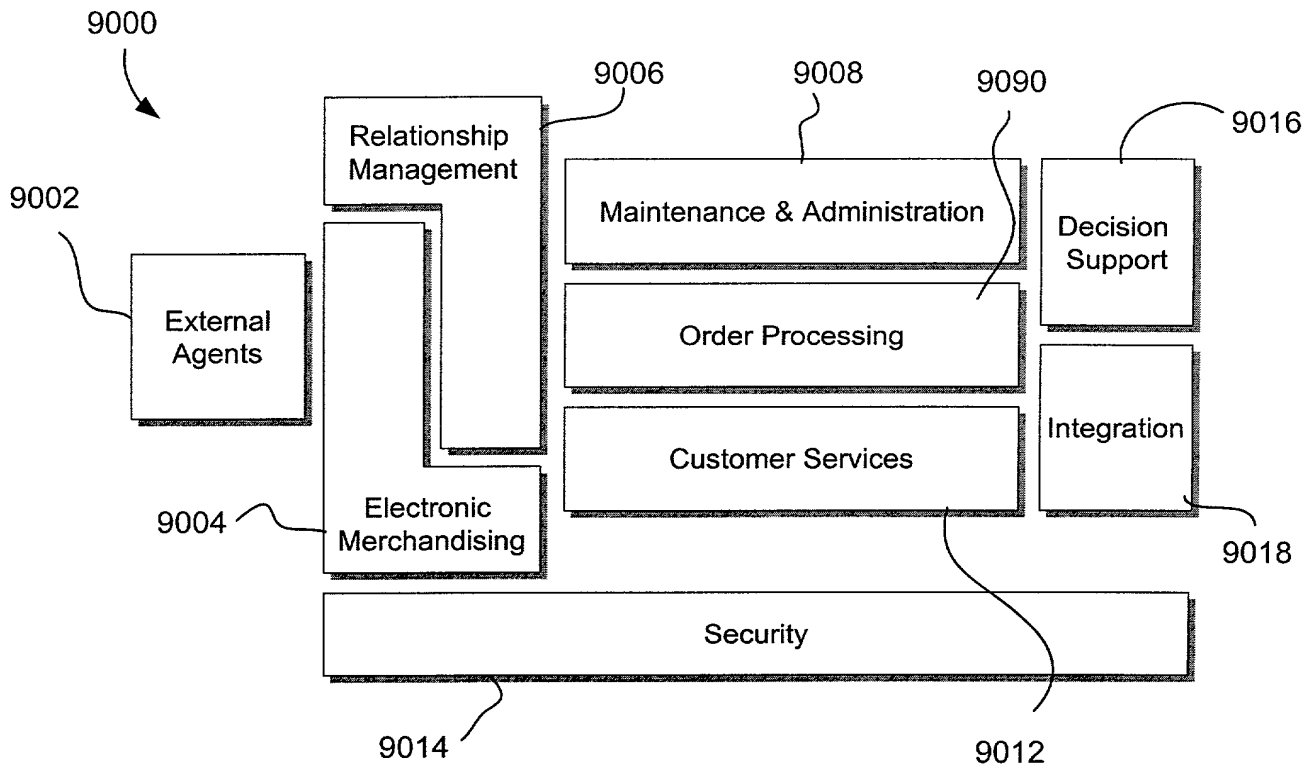 9000
9006
9008
9090
9016
9002
Relationship
Management
Maintenance & Administration
Decision
Support
External
Agents
Order Processing
Integration
Customer Services
9004
Electronic
Merchandising
9018
Security
9014
9012